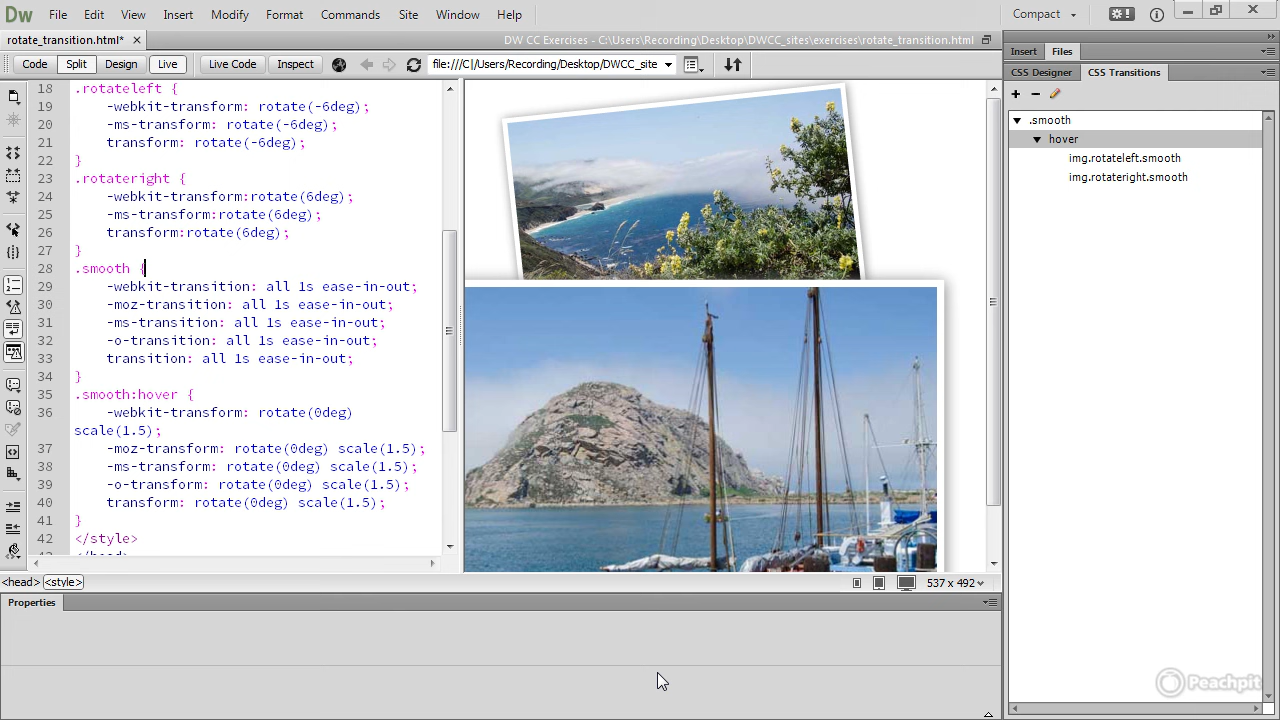 Dw File Edit View Insert Modify Format Commands Site Window Help Compact
rotate_transition.html* DW CC Exercises - C:\Users\Recording\Desktop\DWCC_sites\exercises\rotate_transition.html
Code Split Design Live Live Code Inspect file:///C|/Users/Recording/Desktop/DWCC_site
Insert Files
CSS Designer CSS Transitions
.smooth
hover
img.rotateleft.smooth
img.rotateright.smooth
18 .rotateleft {
19 -webkit-transform: rotate(-6deg);
20 -ms-transform: rotate(-6deg);
21 transform: rotate(-6deg);
22 }
23 .rotateright {
24 -webkit-transform:rotate(6deg);
25 -ms-transform:rotate(6deg);
26 transform:rotate(6deg);
27 }
28 .smooth {
29 -webkit-transition: all 1s ease-in-out;
30 -moz-transition: all 1s ease-in-out;
31 -ms-transition: all 1s ease-in-out;
32 -o-transition: all 1s ease-in-out;
33 transition: all 1s ease-in-out;
34 }
35 .smooth:hover {
36 -webkit-transform: rotate(0deg)
scale(1.5);
37 -moz-transform: rotate(0deg) scale(1.5);
38 -ms-transform: rotate(0deg) scale(1.5);
39 -o-transform: rotate(0deg) scale(1.5);
40 transform: rotate(0deg) scale(1.5);
41 }
42 </style>
</head>
<head> <style> 537 x 492
Properties
Peachpit